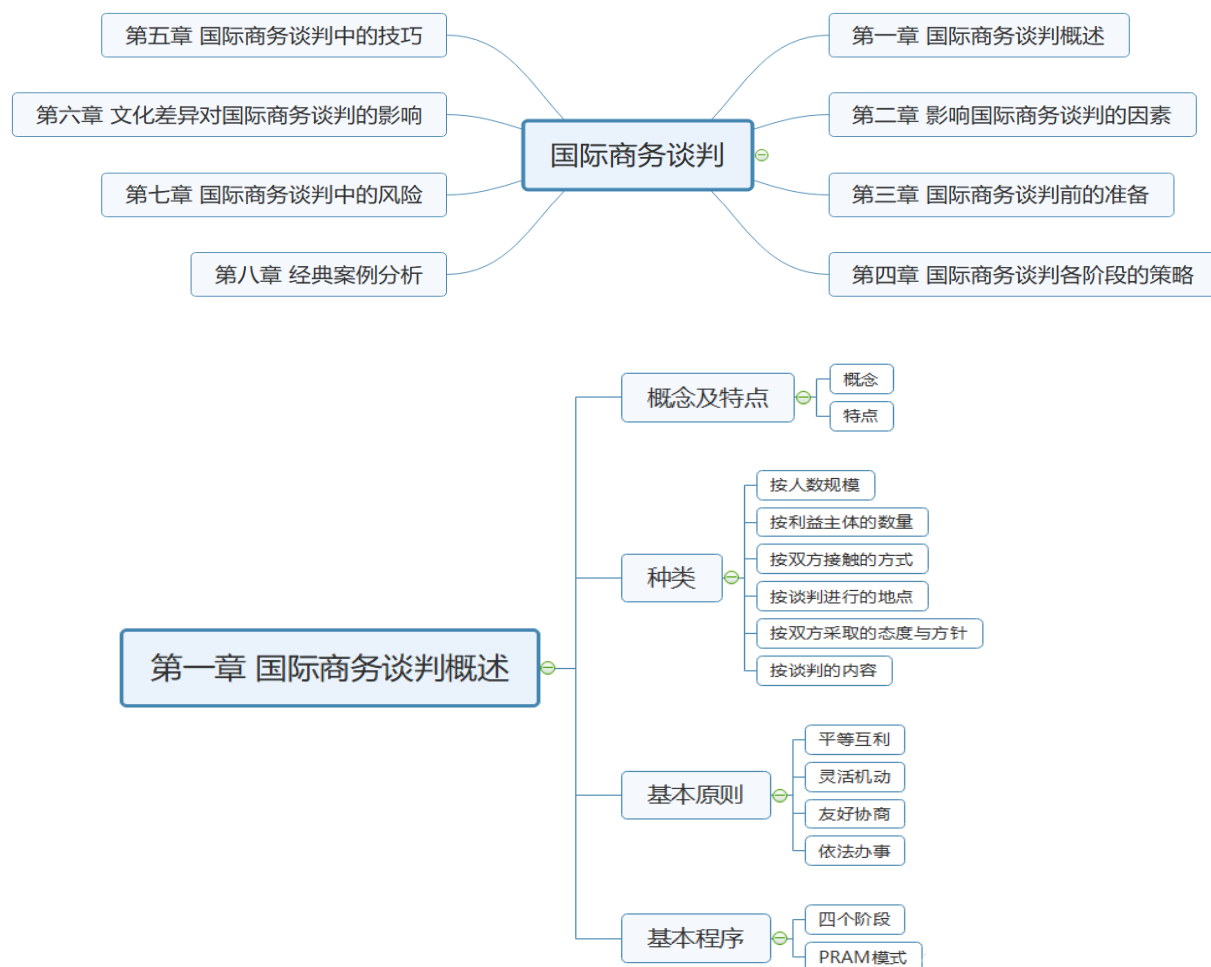 第五章 国际商务谈判中的技巧
第一章 国际商务谈判概述
第六章 文化差异对国际商务谈判的影响
第二章 影响国际商务谈判的因素
国际商务谈判
第七章 国际商务谈判中的风险
第三章 国际商务谈判前的准备
第八章 经典案例分析
第四章 国际商务谈判各阶段的策略
第一章 国际商务谈判概述
概念及特点
概念
特点
种类
按人数规模
按利益主体的数量
按双方接触的方式
按谈判进行的地点
按双方采取的态度与方针
按谈判的内容
基本原则
平等互利
灵活机动
友好协商
依法办事
基本程序
四个阶段
PRAM模式